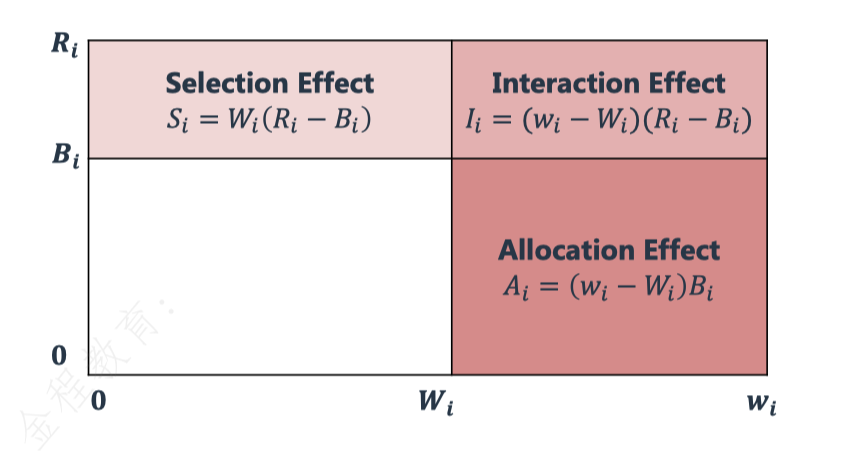 R_i
Selection Effect
S_i = W_i(R_i − B_i)
Interaction Effect
I_i = (w_i − W_i)(R_i − B_i)
B_i
Allocation Effect
A_i = (w_i − W_i)B_i
0
0
W_i
w_i
金程教育: